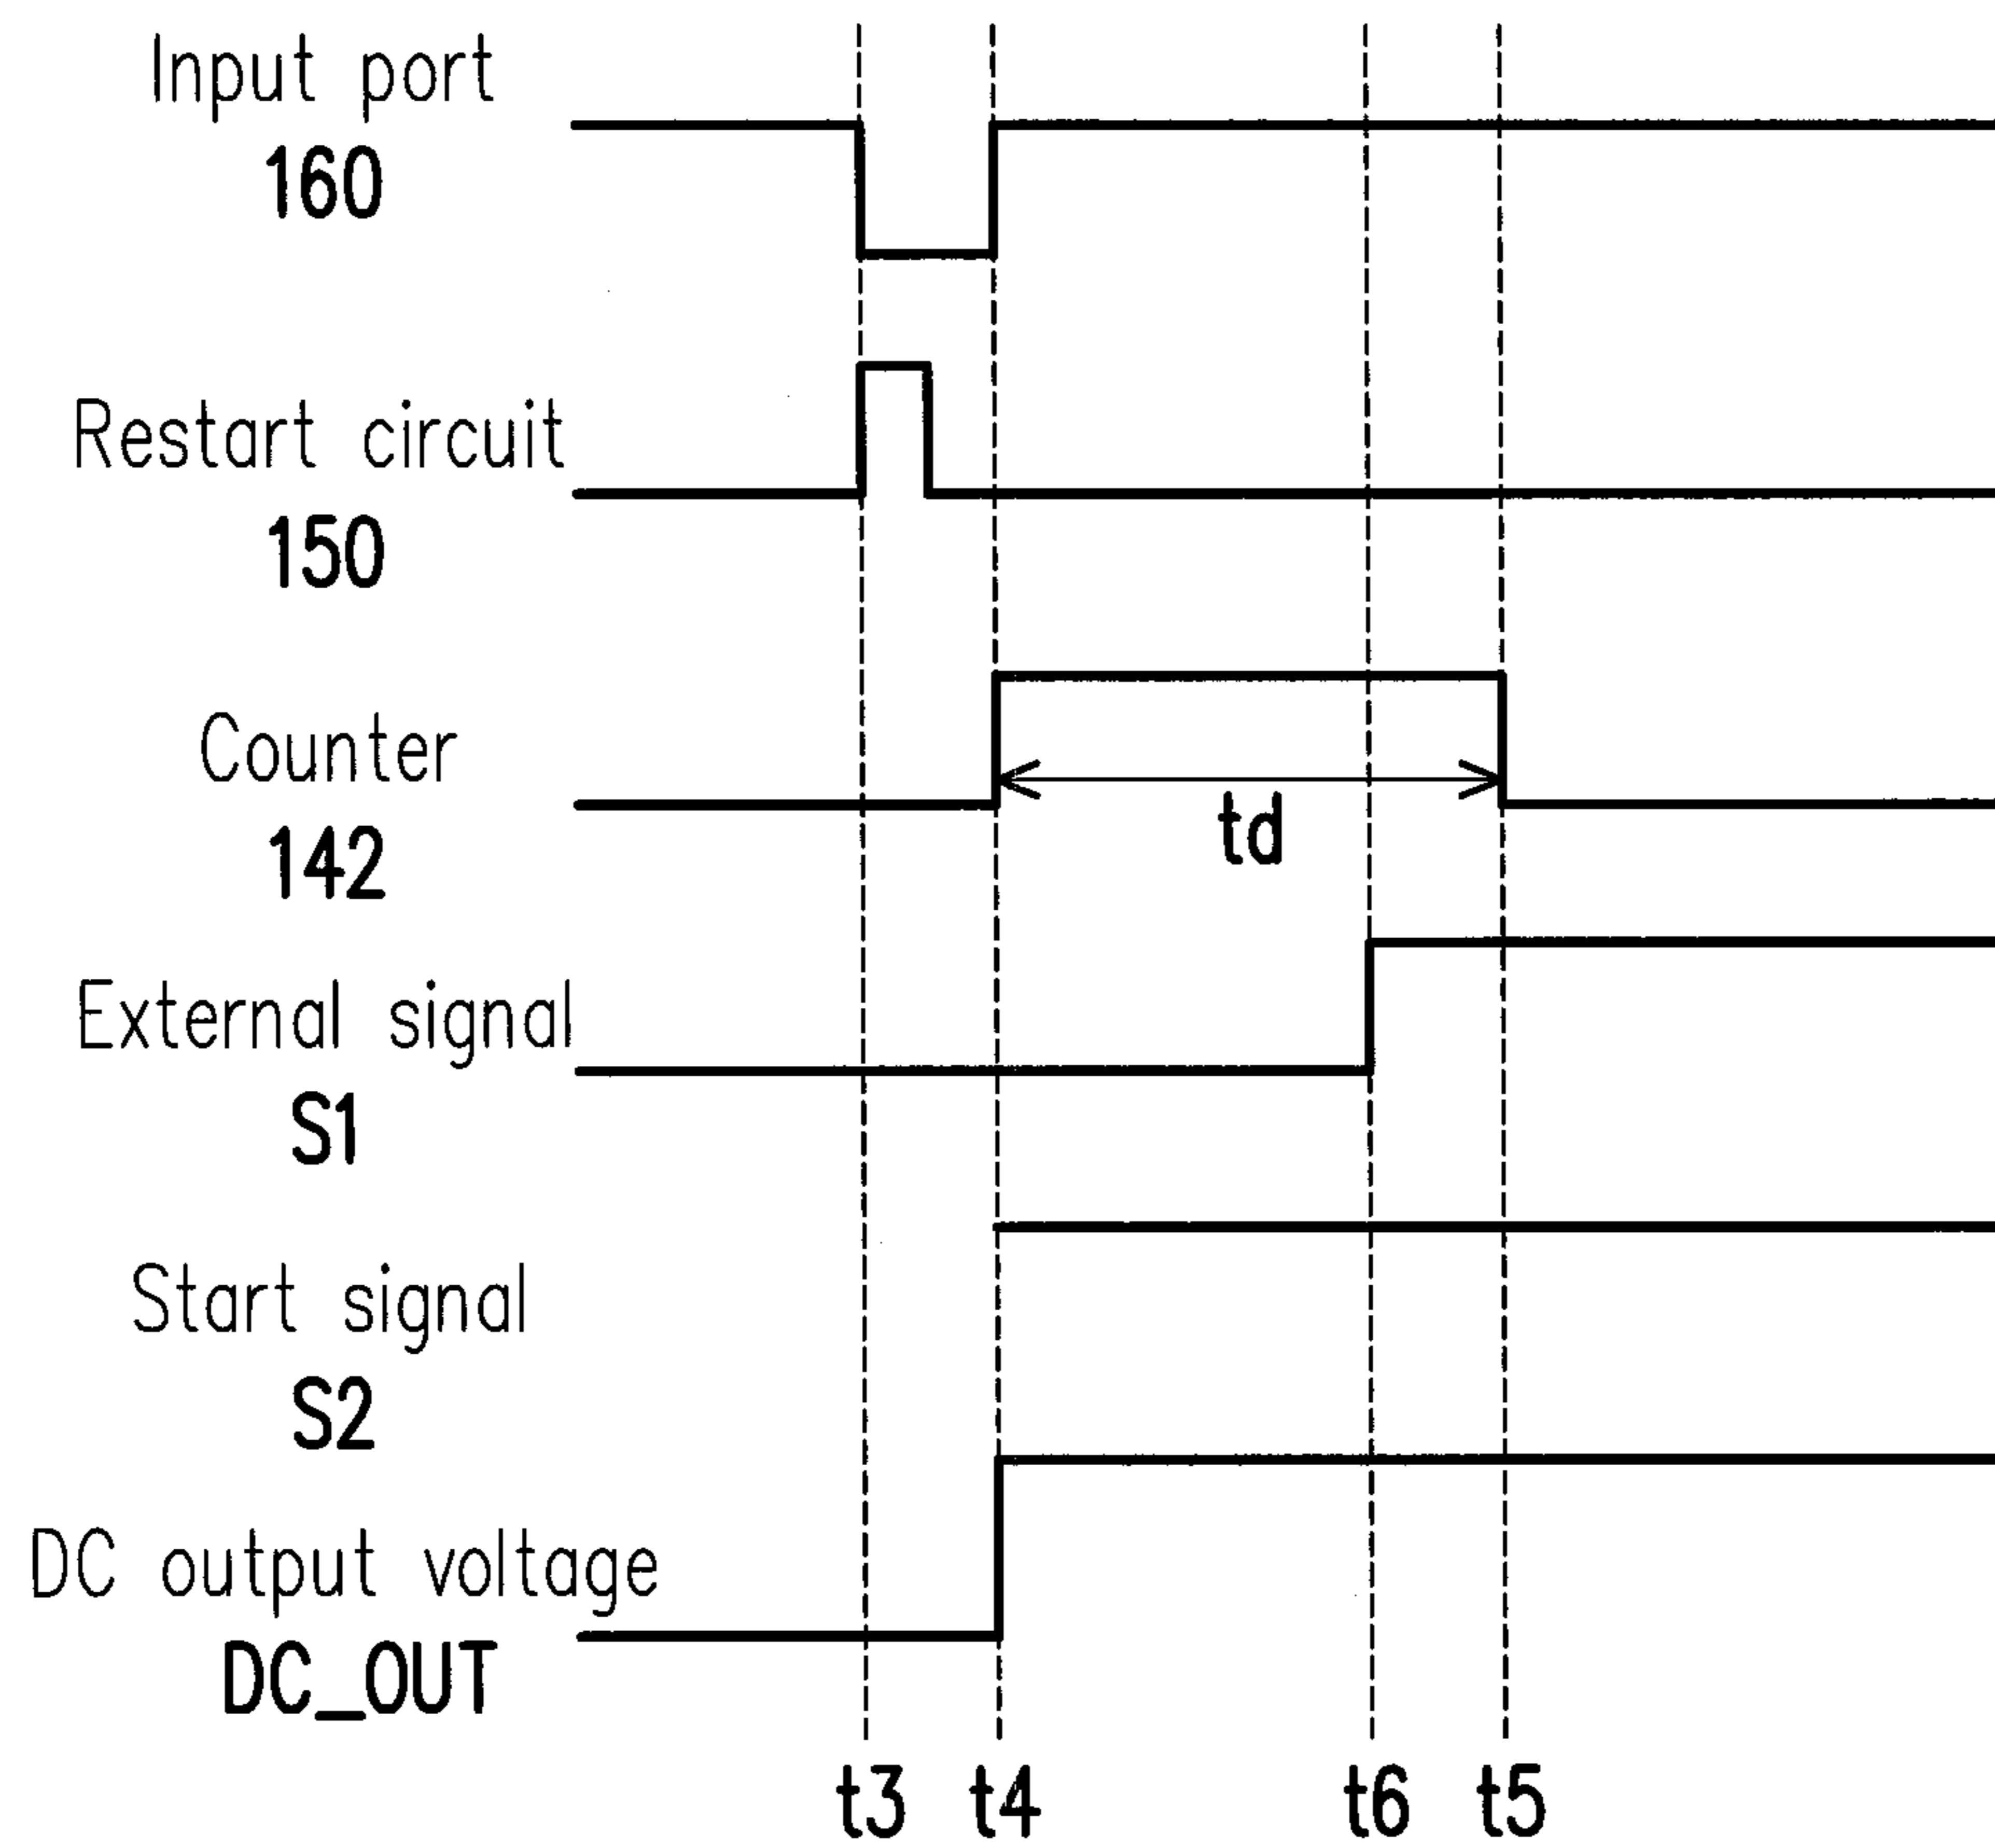 Input port
160
Restart circuit
150
Counter
142
td
External signal
S1
Start signal
S2
DC output voltage
DC_OUT
t3 t4 t6 t5